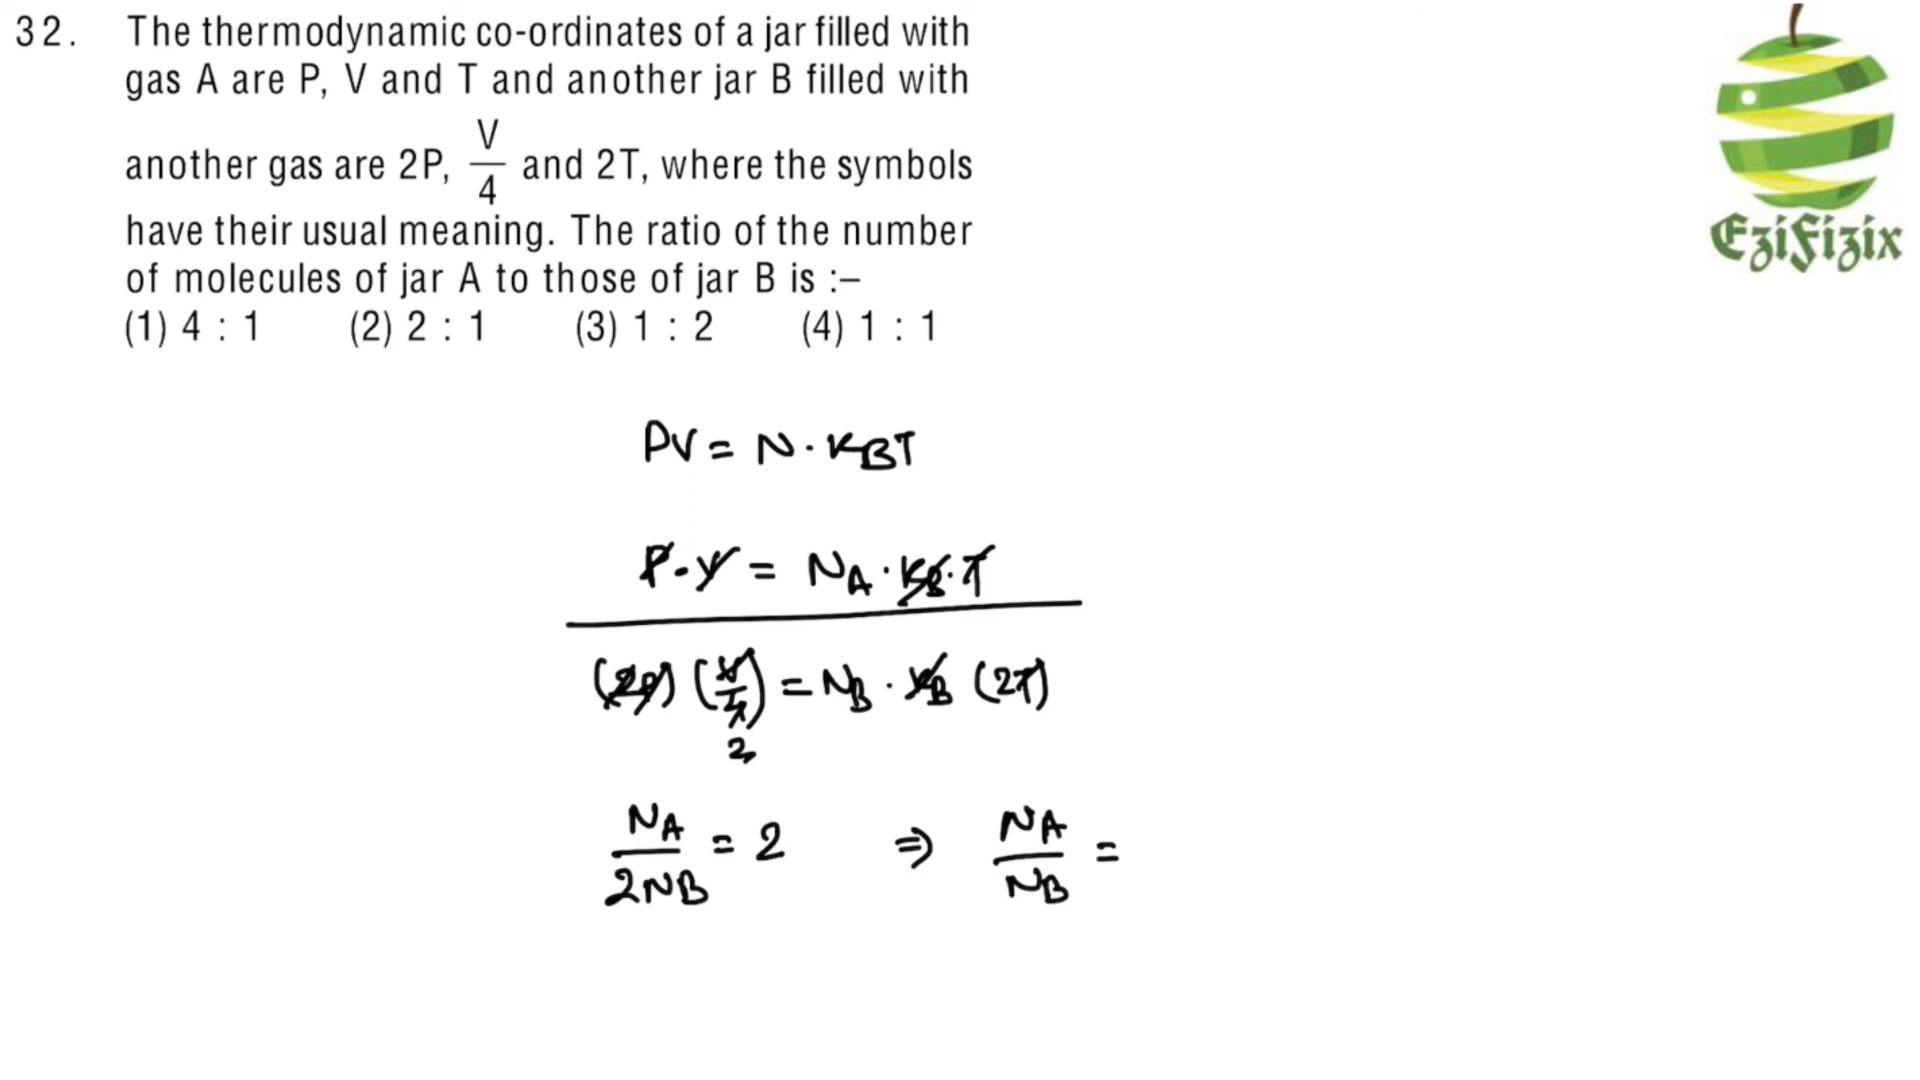 32. The thermodynamic co-ordinates of a jar filled with
gas A are P, V and T and another jar B filled with
another gas are 2P, V/4 and 2T, where the symbols
have their usual meaning. The ratio of the number
of molecules of jar A to those of jar B is :–
(1) 4 : 1 (2) 2 : 1 (3) 1 : 2 (4) 1 : 1
EziFizix
PV = N · KBT
P · V = NA · KB · T
(2P) (V/4) = NB · KB (2T)
2
NA/2NB = 2 ⇒ NA/NB =